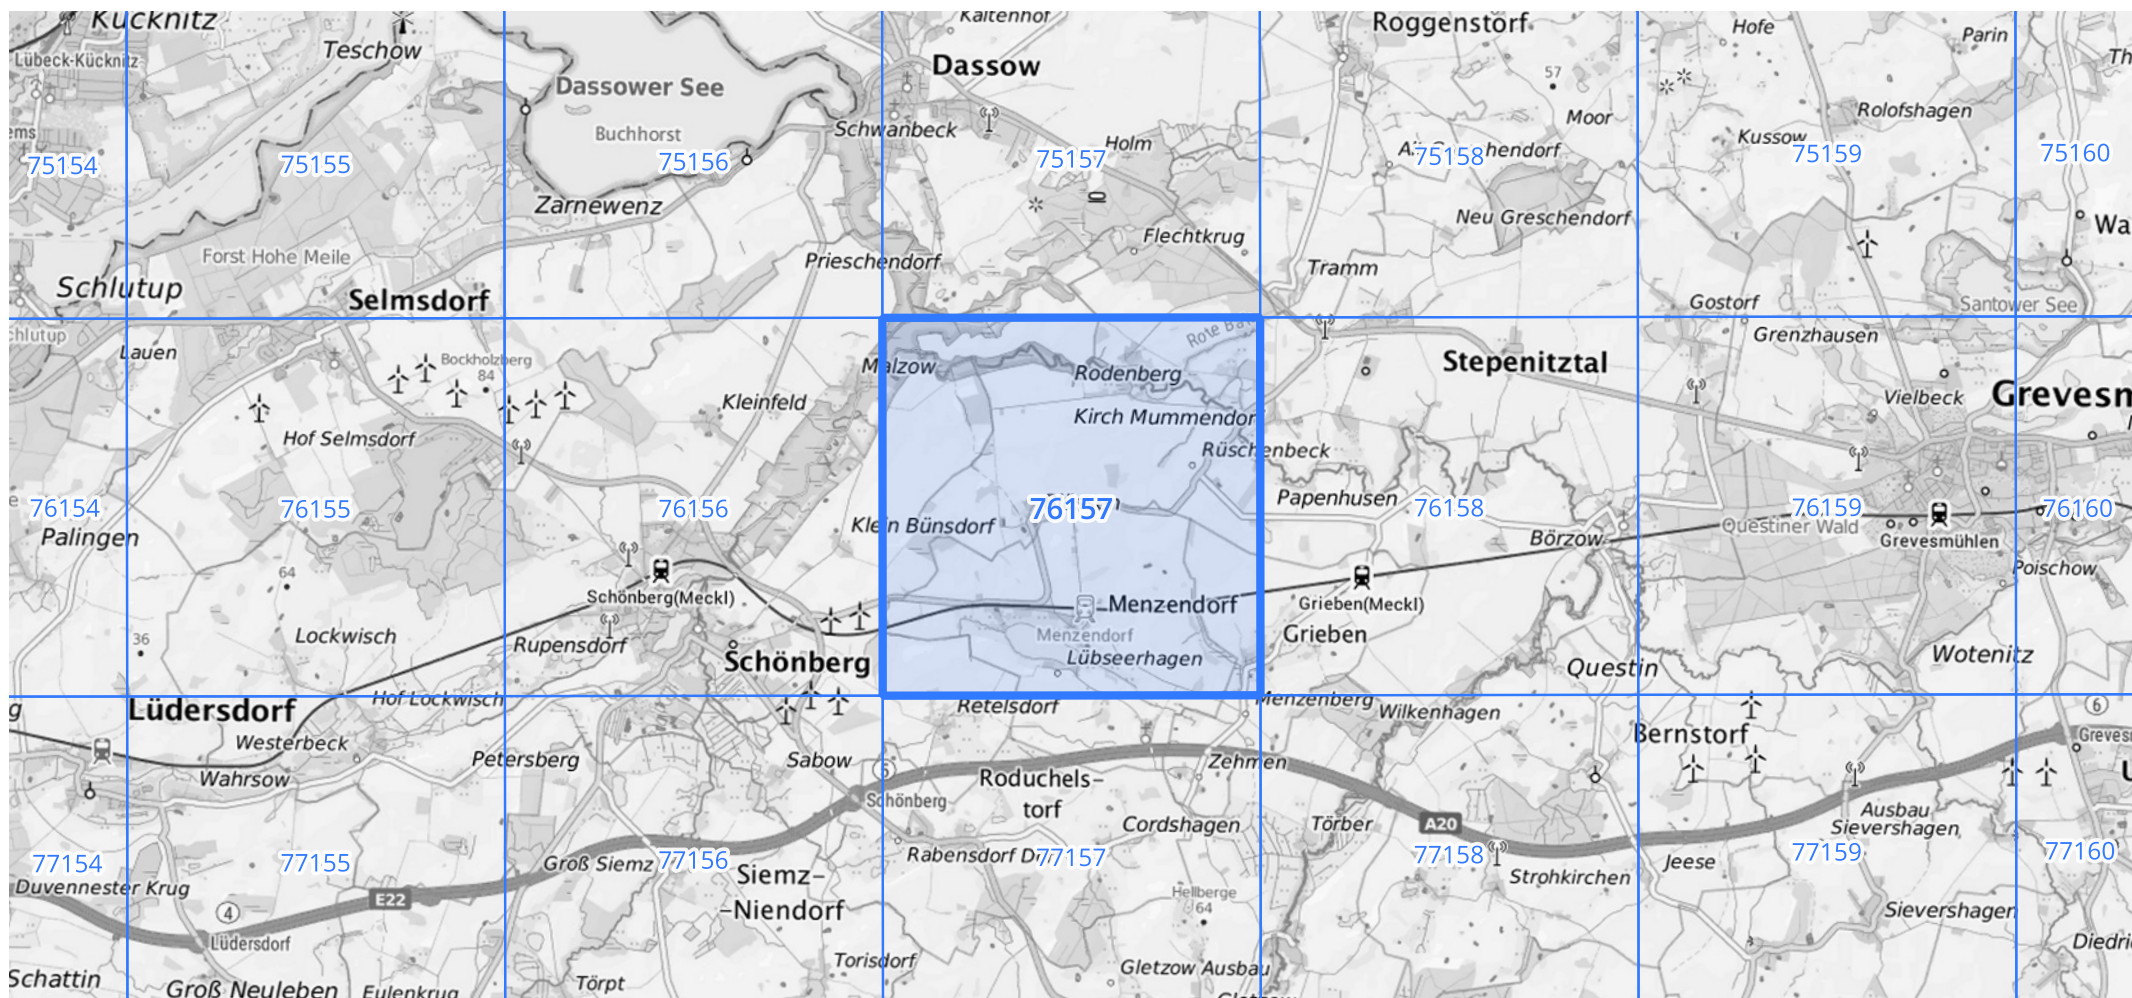 Kücknitz
Lübeck-Kücknitz
Teschow
Dassower See
Buchhorst
Kaltenhof
Dassow
Schwanbeck
Holm
Roggenstorf
57
Moor
Hofe
Parin
Rolofshagen
Kussow
75154
75155
75156
75157
75158
75159
75160
Zarnewenz
Neu Greschendorf
Flechtkrug
Forst Hohe Meile
Prieschendorf
Tramm
Schlutup
Selmsdorf
Gostorf
Santower See
Lauen
Bockholzberg
84
Malzow
Rodenberg
Kirch Mummendorf
Grenzhausen
Stepenitztal
Vielbeck
Kleinfeld
Hof Selmsdorf
Rüschenbeck
Papenhusen
76154
76155
76156
76157
76158
76159
76160
Palingen
Klein Bünsdorf
Börzow
Questiner Wald
Grevesmühlen
Poischow
64
Schönberg(Meckl)
Menzendorf
Grieben(Meckl)
Grieben
36
Lockwisch
Rupensdorf
Menzendorf
Lübseerhagen
Schönberg
Questin
Wotenitz
Hof Lockwisch
Lüdersdorf
Retelsdorf
Menzenberg
Wilkenhagen
6
Westerbeck
Bernstorf
Wahrsow
Petersberg
Sabow
Zehmen
5
Schönberg
Roduchels-
torf
Cordshagen
Törber
A20
Ausbau
Sievershagen
77154
77155
77156
77157
77158
77159
77160
Groß Siemz
Rabensdorf
Jeese
Duvennester Krug
E22
Siemz-
-Niendorf
Hellberge
64
Strohkirchen
4
Lüdersdorf
Sievershagen
Schattin
Groß Neuleben
Eulenkrug
Törpt
Torisdorf
Gletzow Ausbau